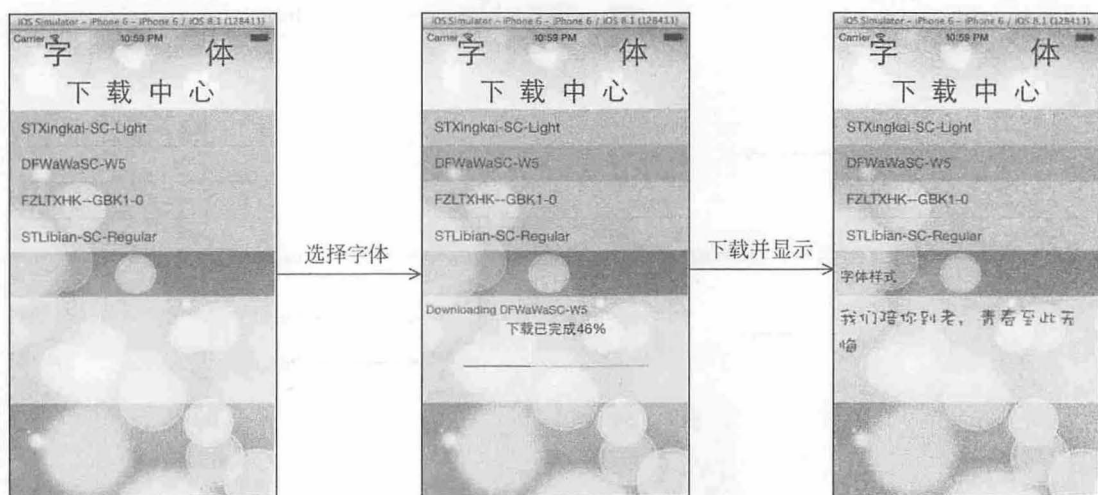 iOS Simulator - iPhone 6 - iPhone 6 / iOS 8.1 (12B411)
Carrier 10:59 PM
字 体
下载中心
STXingkai-SC-Light
DFWaWaSC-W5
FZLTXHK--GBK1-0
STLibian-SC-Regular
选择字体
iOS Simulator - iPhone 6 - iPhone 6 / iOS 8.1 (12B411)
Carrier 10:59 PM
字 体
下载中心
STXingkai-SC-Light
DFWaWaSC-W5
FZLTXHK--GBK1-0
STLibian-SC-Regular
Downloading DFWaWaSC-W5
下载已完成46%
下载并显示
iOS Simulator - iPhone 6 - iPhone 6 / iOS 8.1 (12B411)
Carrier 10:59 PM
字 体
下载中心
STXingkai-SC-Light
DFWaWaSC-W5
FZLTXHK--GBK1-0
STLibian-SC-Regular
字体样式
我们陪你到老，青春至此无
悔